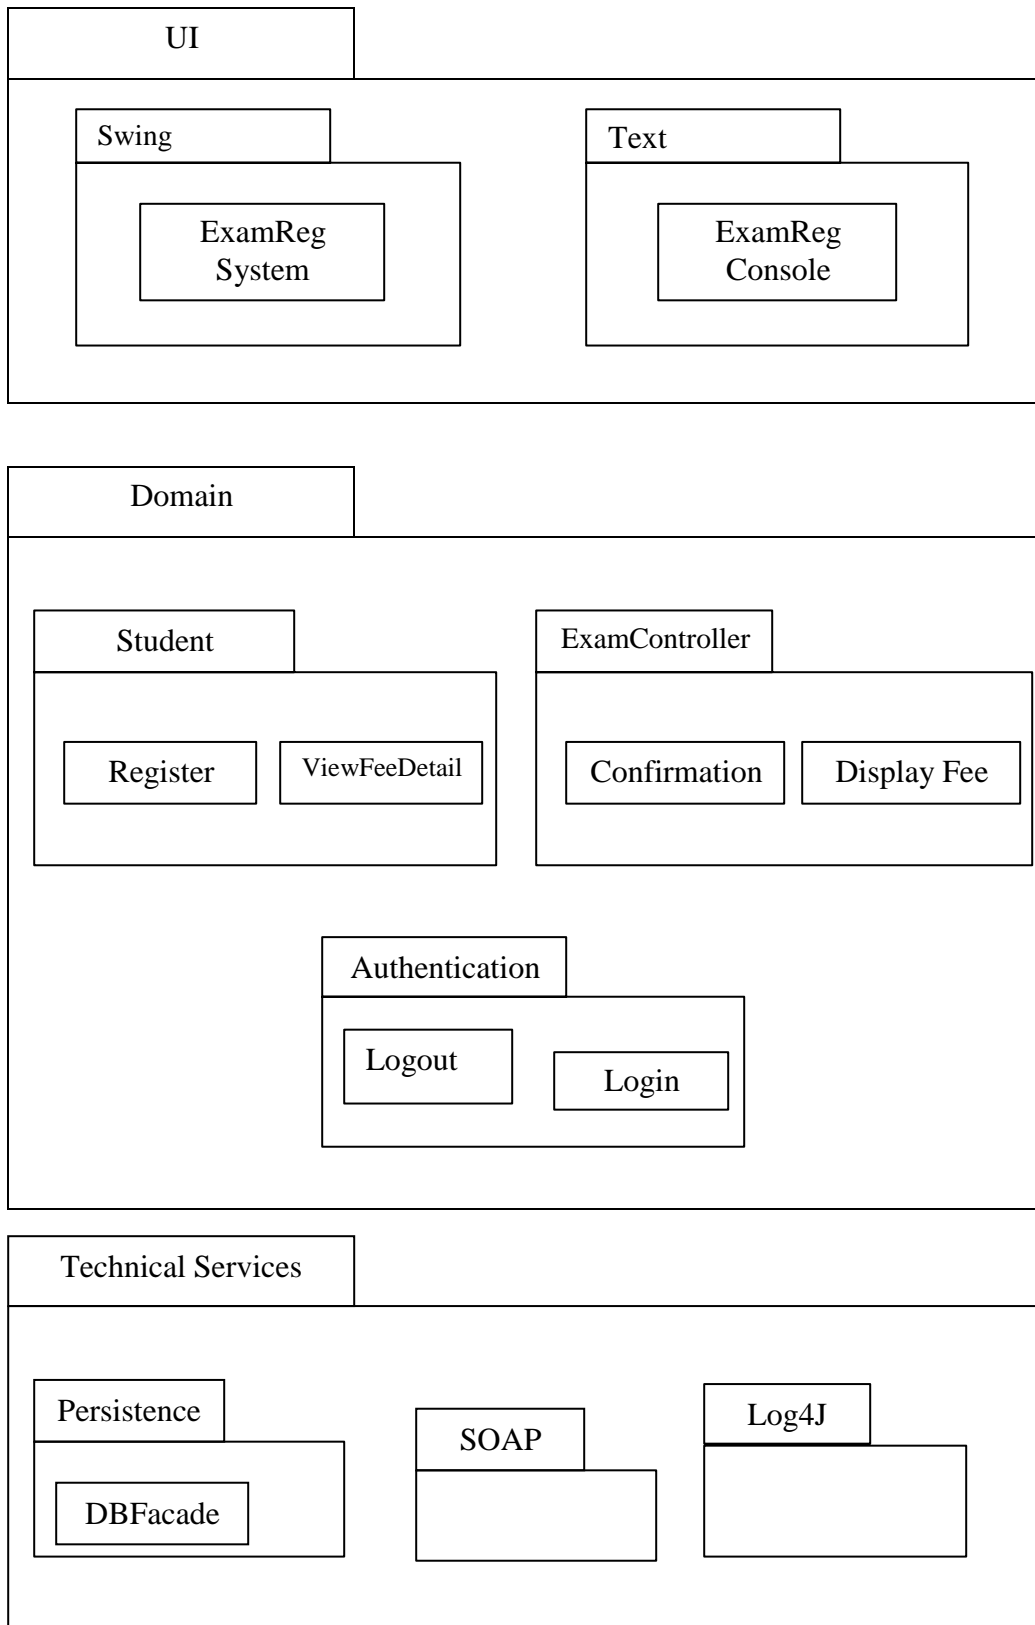 UI
Swing
Text
ExamReg
System
ExamReg
Console
Domain
Student
ExamController
Register
ViewFeeDetail
Confirmation
Display Fee
Authentication
Logout
Login
Technical Services
Persistence
SOAP
Log4J
DBFacade